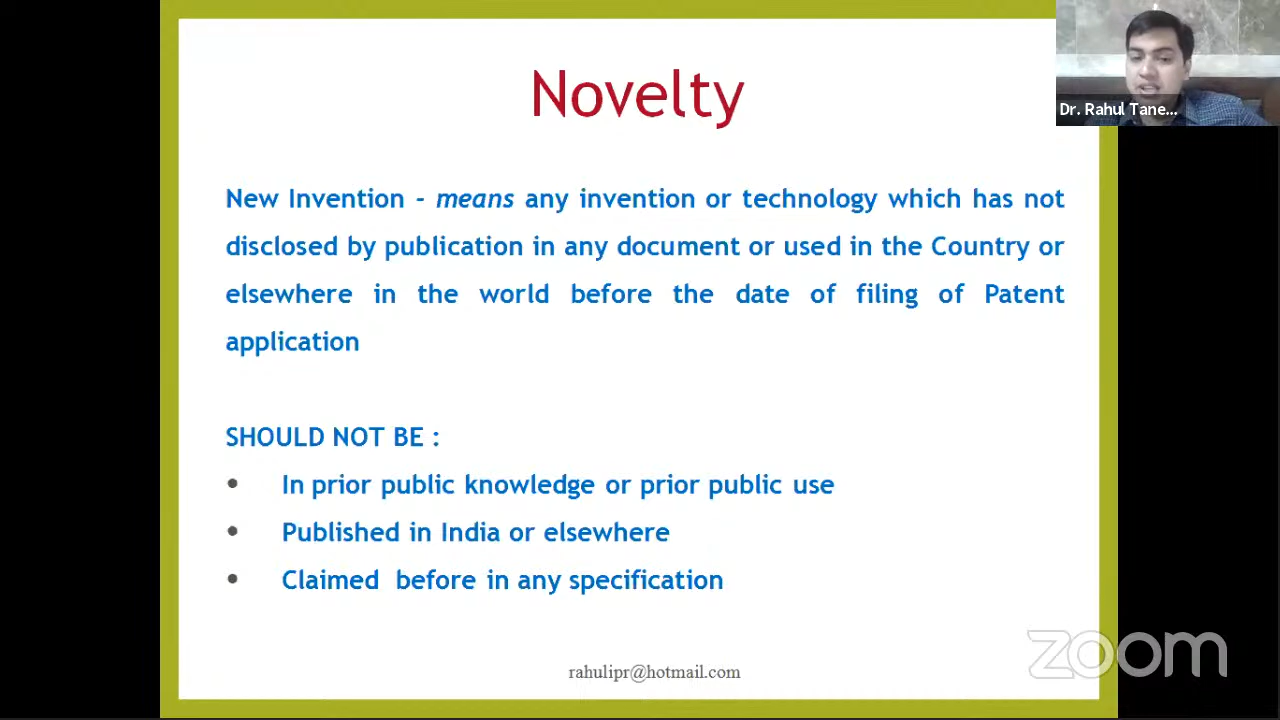 Novelty
Dr. Rahul Tane...
New Invention - means any invention or technology which has not
disclosed by publication in any document or used in the Country or
elsewhere in the world before the date of filing of Patent
application
SHOULD NOT BE :
• In prior public knowledge or prior public use
• Published in India or elsewhere
• Claimed before in any specification
zoom
rahulipr@hotmail.com